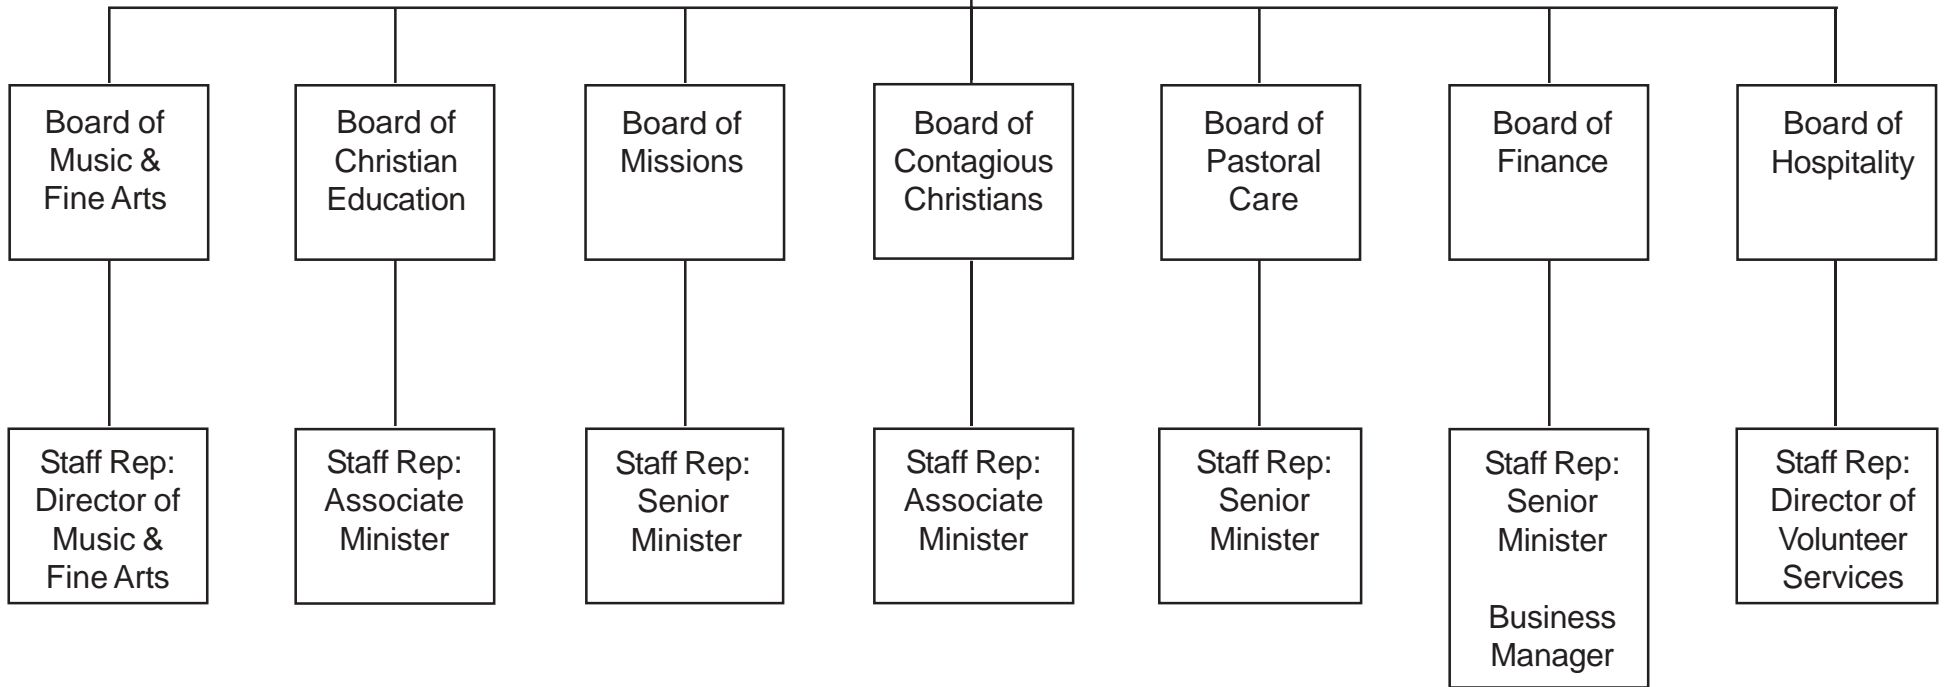 Board of
Music &
Fine Arts
Board of
Christian
Education
Board of
Missions
Board of
Contagious
Christians
Board of
Pastoral
Care
Board of
Finance
Board of
Hospitality
Staff Rep:
Director of
Music &
Fine Arts
Staff Rep:
Associate
Minister
Staff Rep:
Senior
Minister
Staff Rep:
Associate
Minister
Staff Rep:
Senior
Minister
Staff Rep:
Senior
Minister
Business
Manager
Staff Rep:
Director of
Volunteer
Services